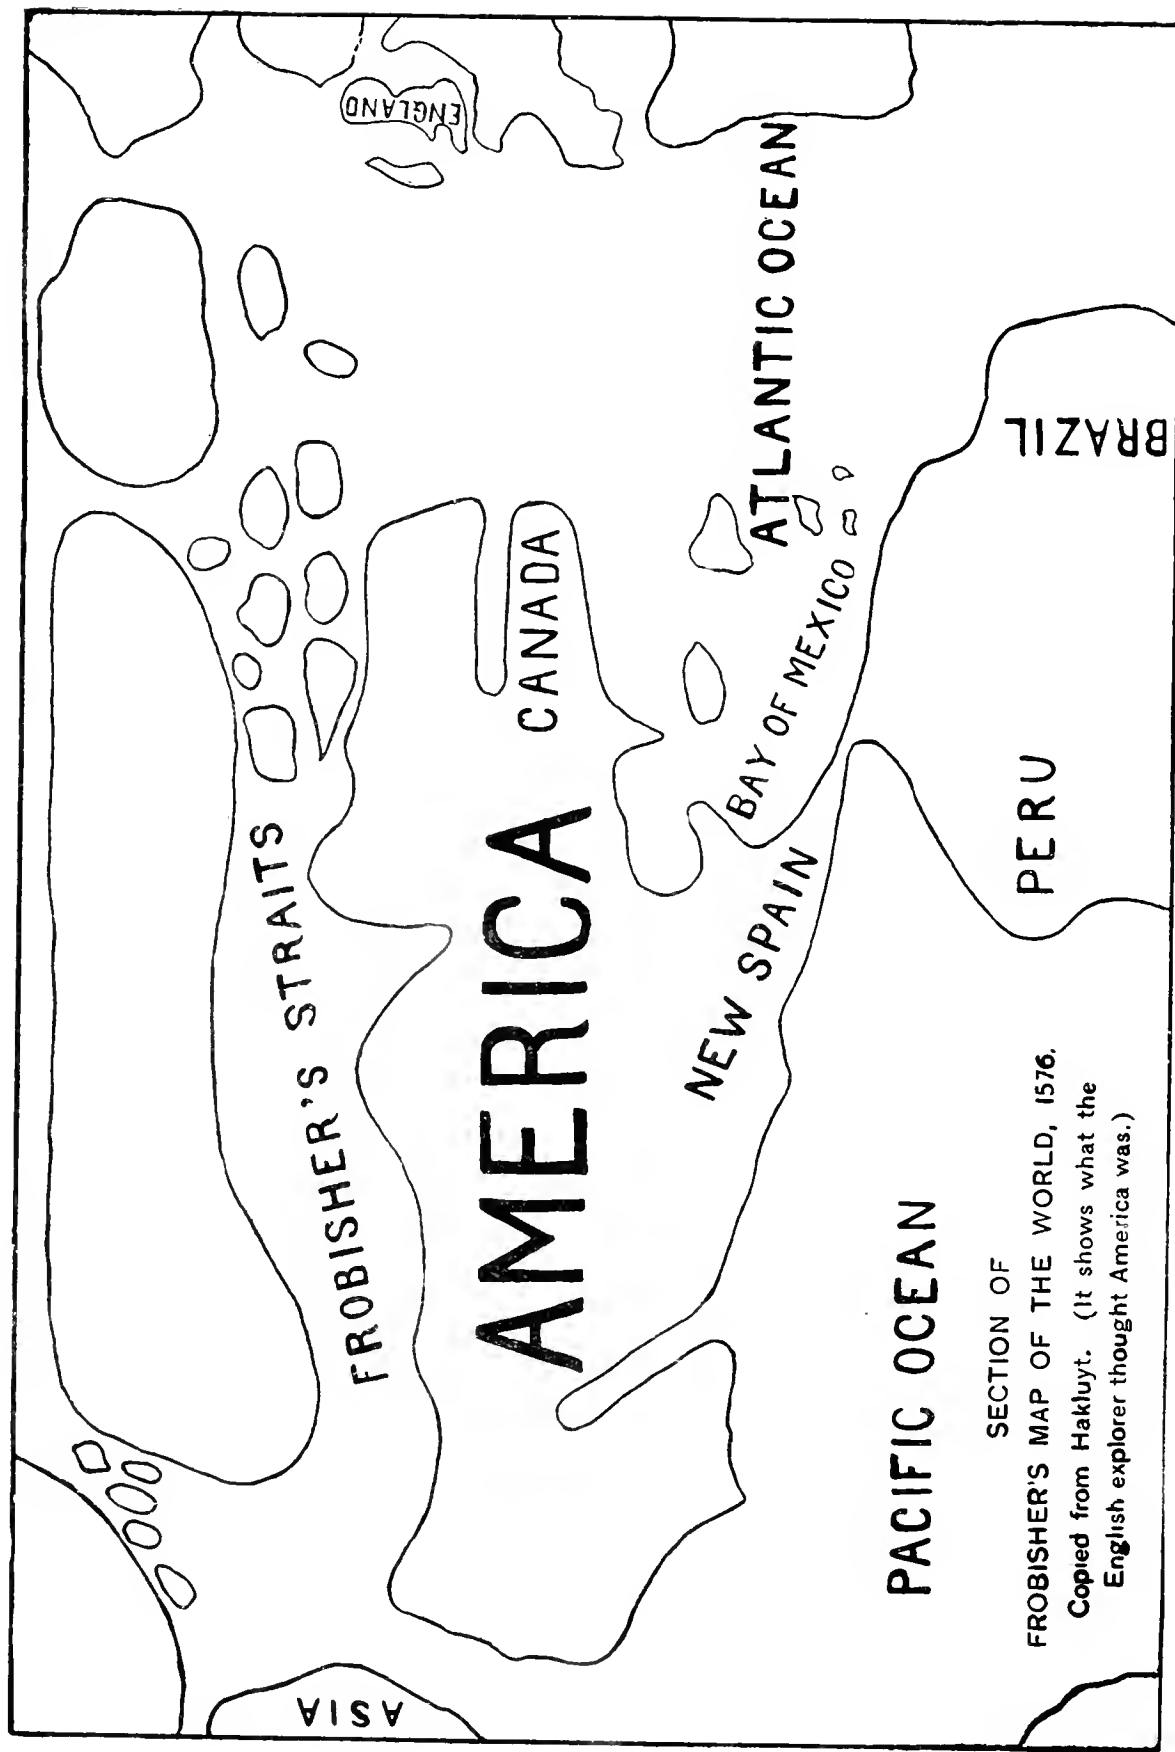 ENGLAND
ASIA
FROBISHER'S STRAITS
AMERICA
CANADA
ATLANTIC OCEAN
BAY OF MEXICO
NEW SPAIN
PERU
BRAZIL
PACIFIC OCEAN
SECTION OF
FROBISHER'S MAP OF THE WORLD, 1576.
Copied from Hakluyt. (It shows what the
English explorer thought America was.)